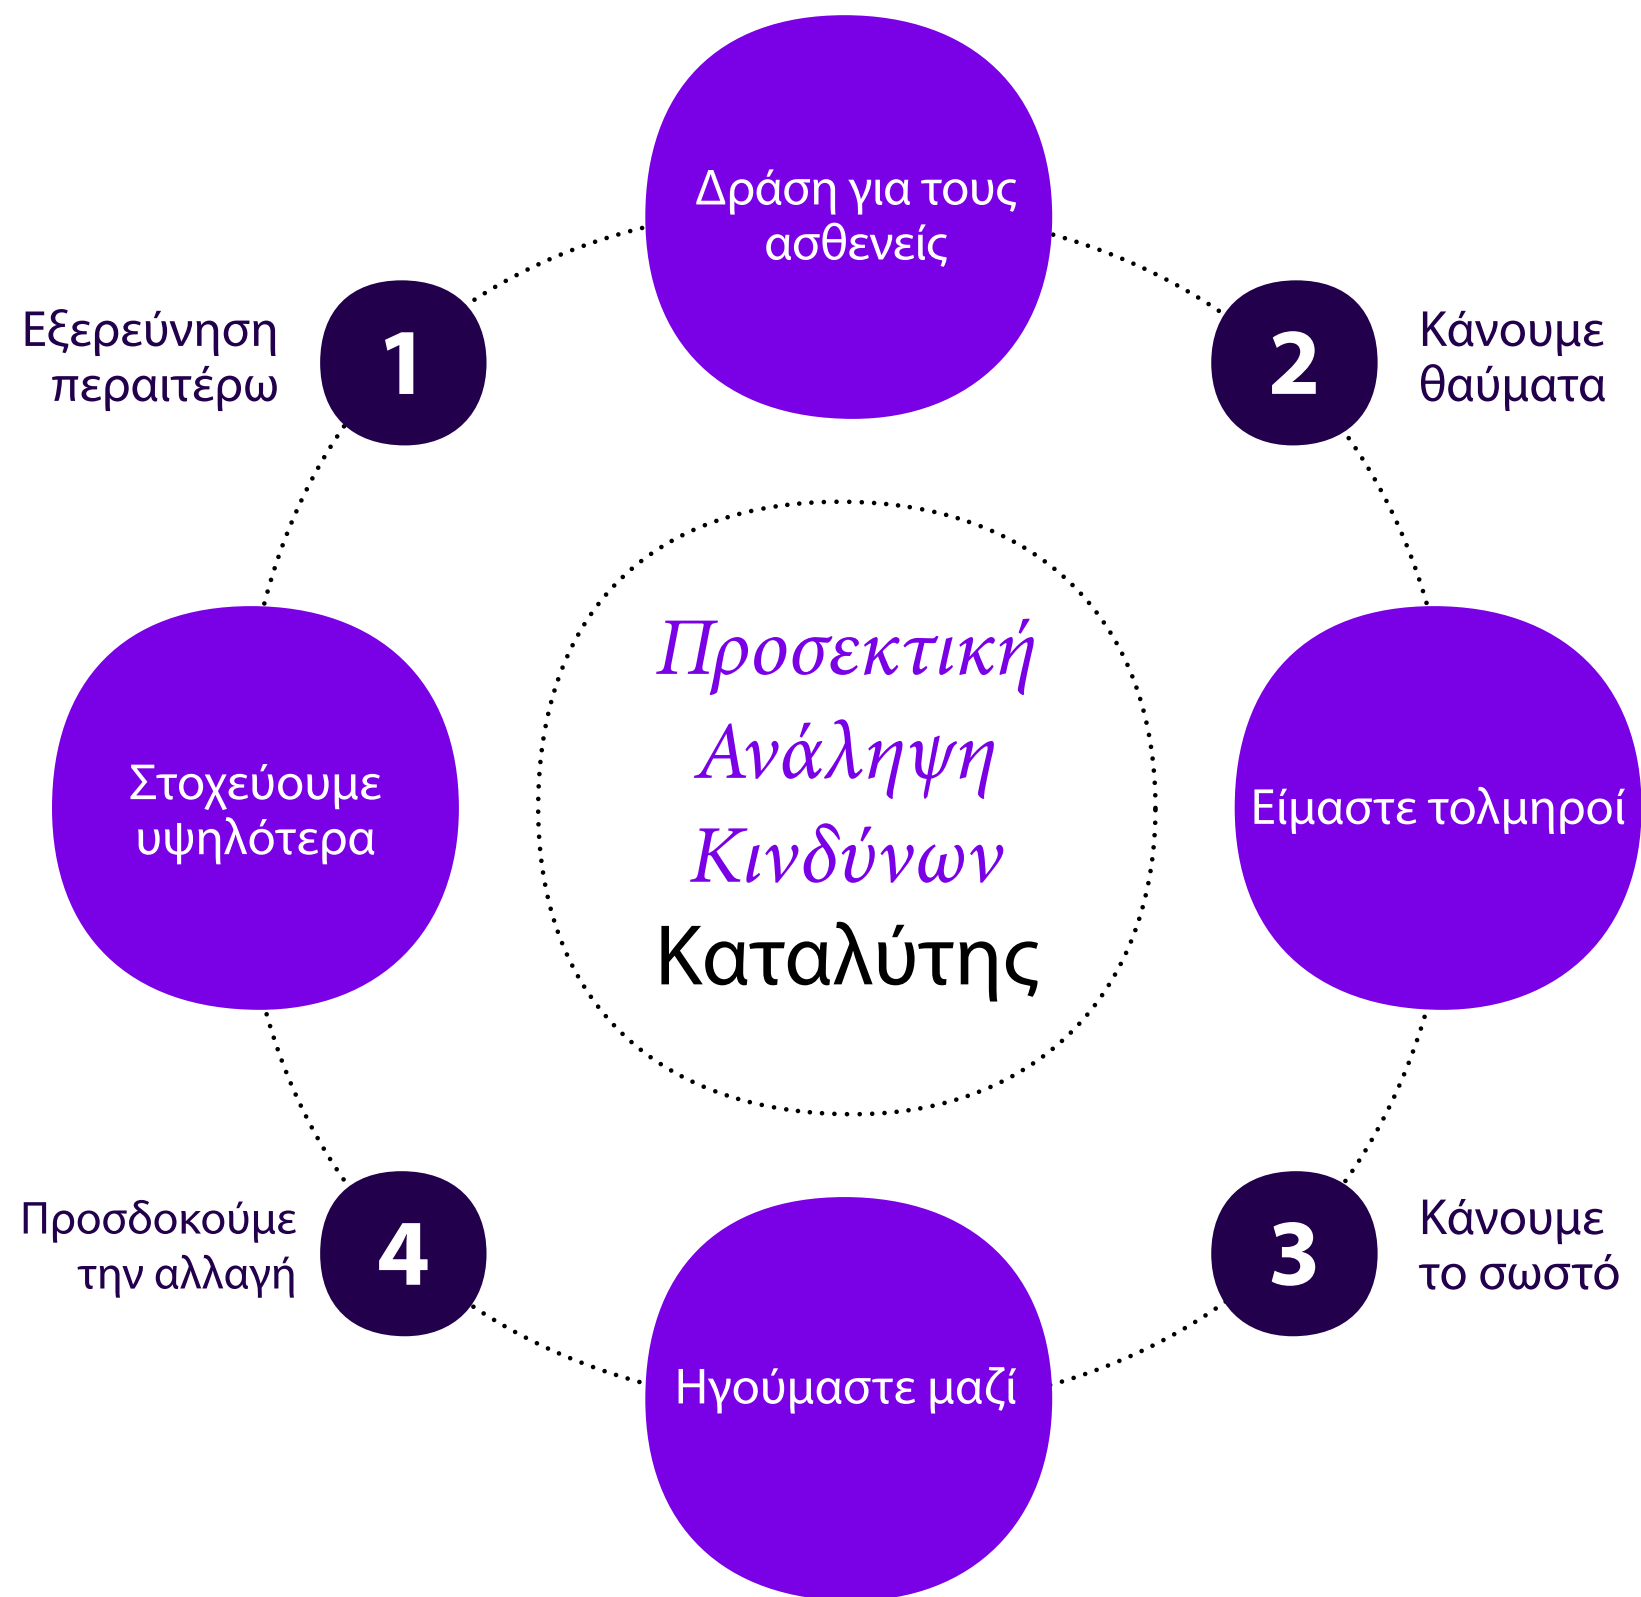 Δράση για τους
ασθενείς
1
Εξερεύνηση
περαιτέρω
2
Κάνουμε
θαύματα
Στοχεύουμε
υψηλότερα
Προσεκτική
Ανάληψη
Κινδύνων
Καταλύτης
Είμαστε τολμηροί
4
Προσδοκούμε
την αλλαγή
3
Κάνουμε
το σωστό
Ηγούμαστε μαζί